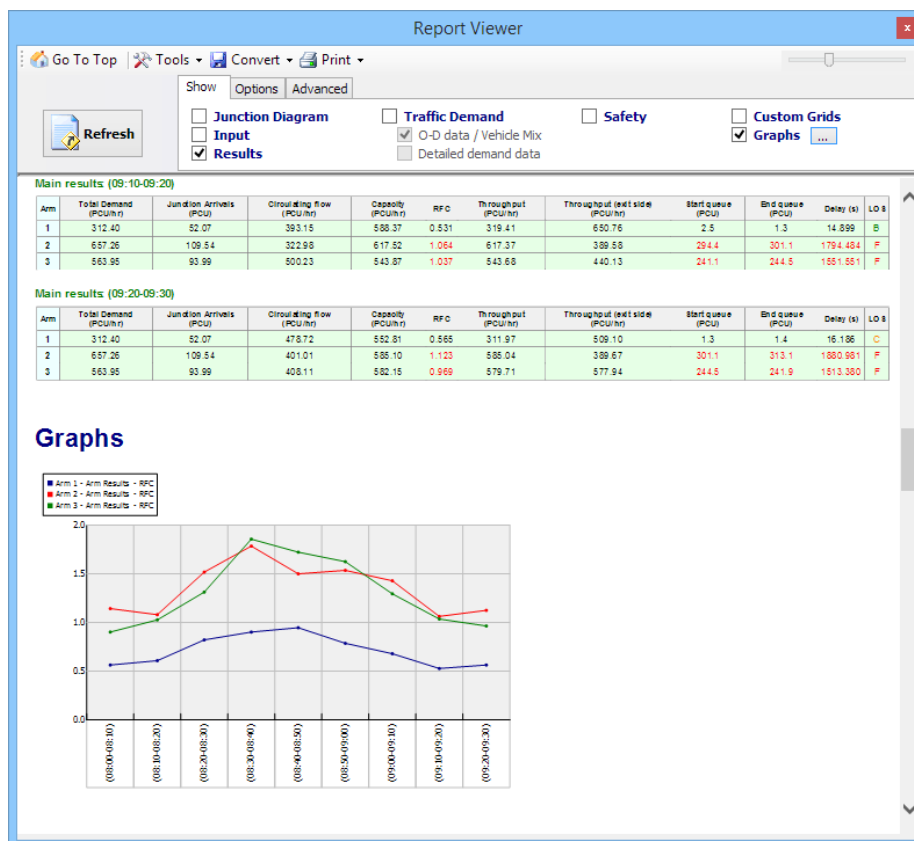 Report Viewer
x
Go To Top Tools Convert Print
Show Options Advanced
Refresh
Junction Diagram Traffic Demand Safety Custom Grids
Input O-D data / Vehicle Mix Graphs ...
Results Detailed demand data
Main results: (09:10-09:20)
Arm Total Demand (PCU/hr) Junction Arrivals (PCU) Circulating flow (PCU/hr) Capacity (PCU/hr) RFC Throughput (PCU/hr) Throughput (exit side) (PCU/hr) Start queue (PCU) End queue (PCU) Delay (s) LOS
1 312.40 52.07 393.15 588.37 0.531 319.41 650.76 2.5 1.3 14.899 B
2 657.26 109.54 322.98 617.52 1.064 617.37 389.58 294.4 301.1 1794.484 F
3 563.95 93.99 500.23 543.87 1.037 543.68 440.13 241.1 244.5 1551.551 F
Main results: (09:20-09:30)
Arm Total Demand (PCU/hr) Junction Arrivals (PCU) Circulating flow (PCU/hr) Capacity (PCU/hr) RFC Throughput (PCU/hr) Throughput (exit side) (PCU/hr) Start queue (PCU) End queue (PCU) Delay (s) LOS
1 312.40 52.07 478.72 552.81 0.565 311.97 509.10 1.3 1.4 16.186 C
2 657.26 109.54 401.01 585.10 1.123 585.04 389.67 301.1 313.1 1880.981 F
3 563.95 93.99 408.11 582.15 0.969 579.71 577.94 244.5 241.9 1513.380 F
Graphs
Arm 1 - Arm Results - RFC
Arm 2 - Arm Results - RFC
Arm 3 - Arm Results - RFC
2.0
1.5
1.0
0.5
0.0
(08:00-08:10)
(08:10-08:20)
(08:20-08:30)
(08:30-08:40)
(08:40-08:50)
(08:50-09:00)
(09:00-09:10)
(09:10-09:20)
(09:20-09:30)